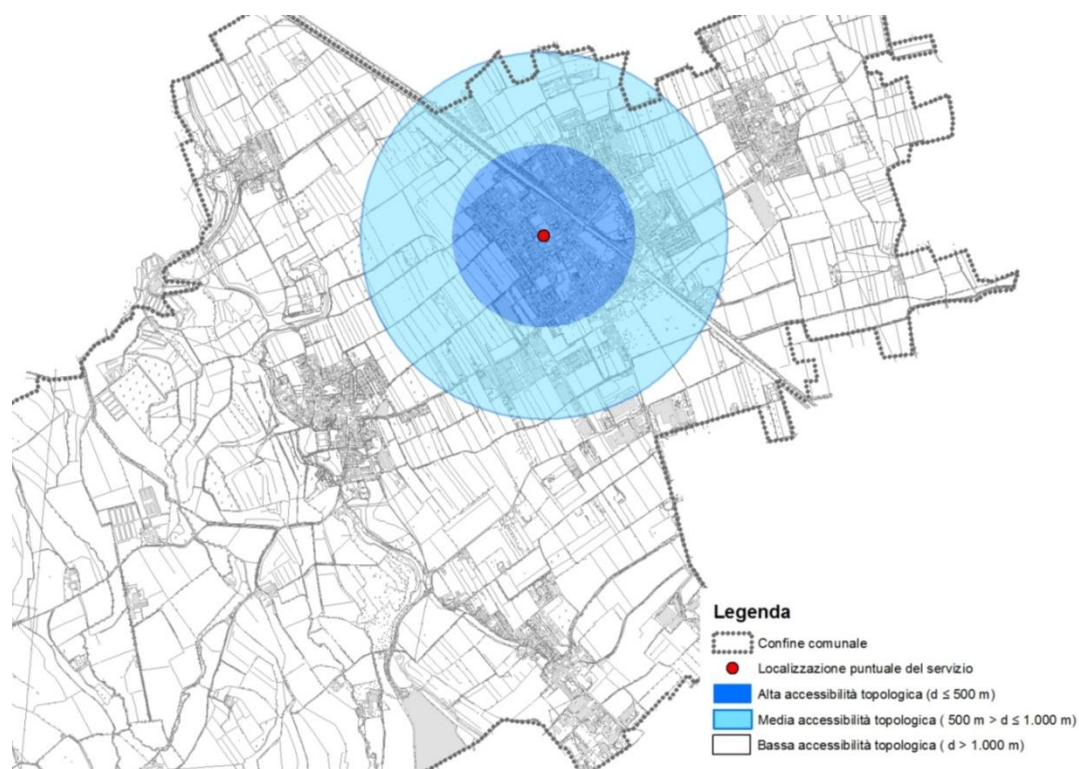 Legenda
Confine comunale
Localizzazione puntuale del servizio
Alta accessibilità topologica (d ≤ 500 m)
Media accessibilità topologica ( 500 m > d ≤ 1.000 m)
Bassa accessibilità topologica ( d > 1.000 m)